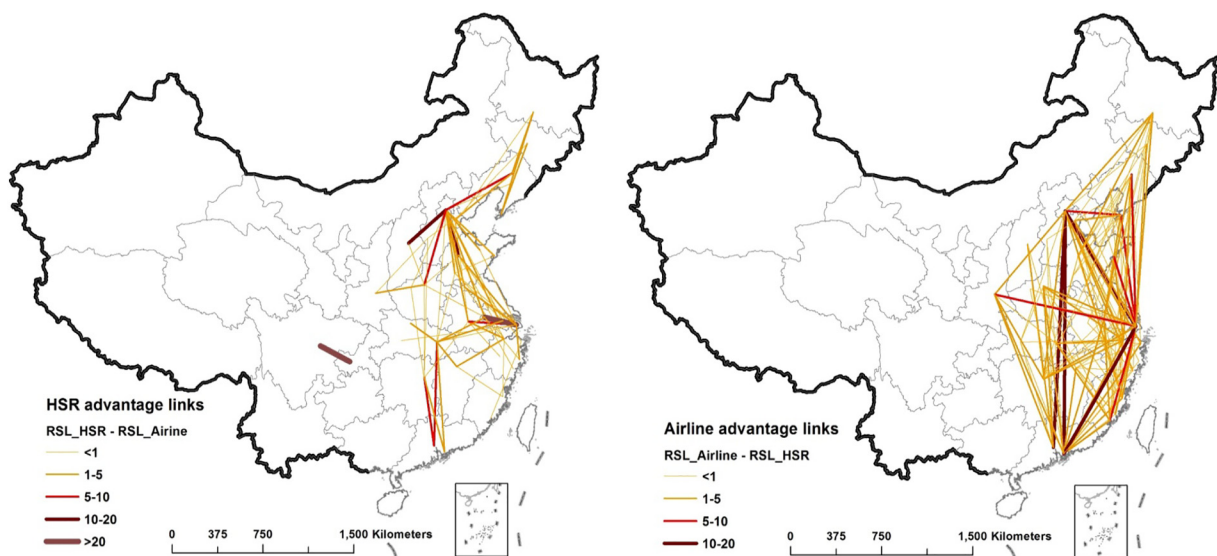 HSR advantage links
RSL_HSR - RSL_Airine
<1
1-5
5-10
10-20
>20
0 375 750 1,500 Kilometers
Airline advantage links
RSL_Airline - RSL_HSR
<1
1-5
5-10
10-20
0 375 750 1,500 Kilometers